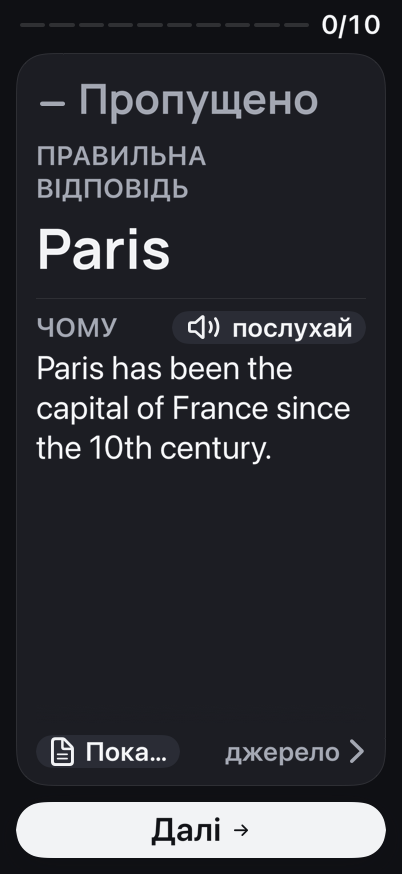 0/10
– Пропущено
ПРАВИЛЬНА
ВІДПОВІДЬ
Paris
ЧОМУ
послухай
Paris has been the
capital of France since
the 10th century.
Пока...
джерело
Далі →